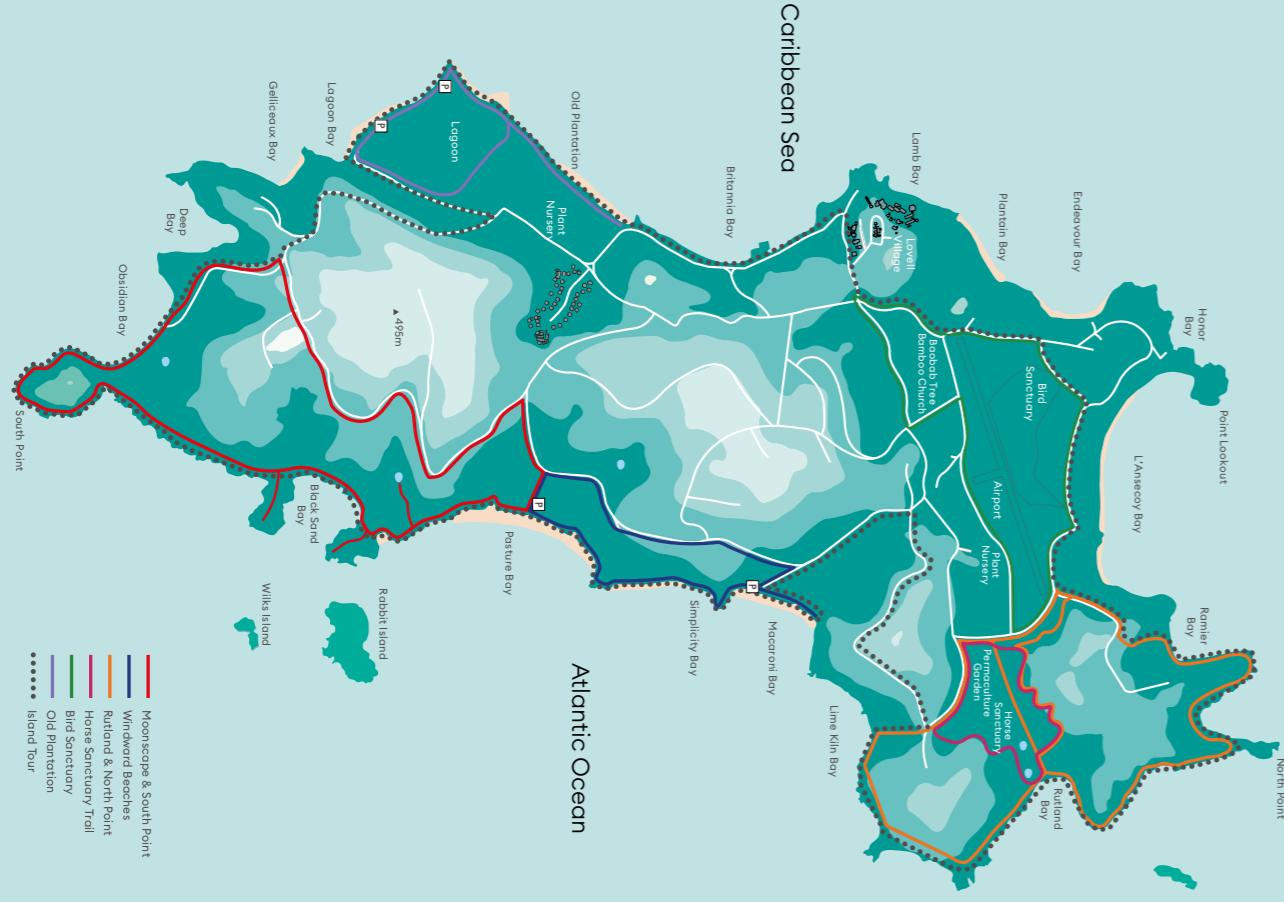 North Point
Point Lookout
Honor
Bay
Ramier
Bay
L'Ansecoy Bay
Endeavour Bay
Rutland
Bay
Bird
Sanctuary
Plantain Bay
Airport
Horse
Sanctuary
Plant
Nursery
Permaculture
Garden
Baobab Tree
Bamboo Church
Lamb Bay
Lovell
Village
Lime Kiln Bay
Caribbean Sea
Macaroni Bay
P
Britannia Bay
Simplicity Bay
Atlantic Ocean
Old Plantation
Plant
Nursery
P
Pasture Bay
Lagoon
P
P
▲ 495m
Rabbit Island
Lagoon Bay
Black Sand
Bay
Gelliceaux Bay
Wilks Island
Deep
Bay
Obsidian Bay
South Point
Moonscape & South Point
Windward Beaches
Rutland & North Point
Horse Sanctuary Trail
Bird Sanctuary
Old Plantation
Island Tour